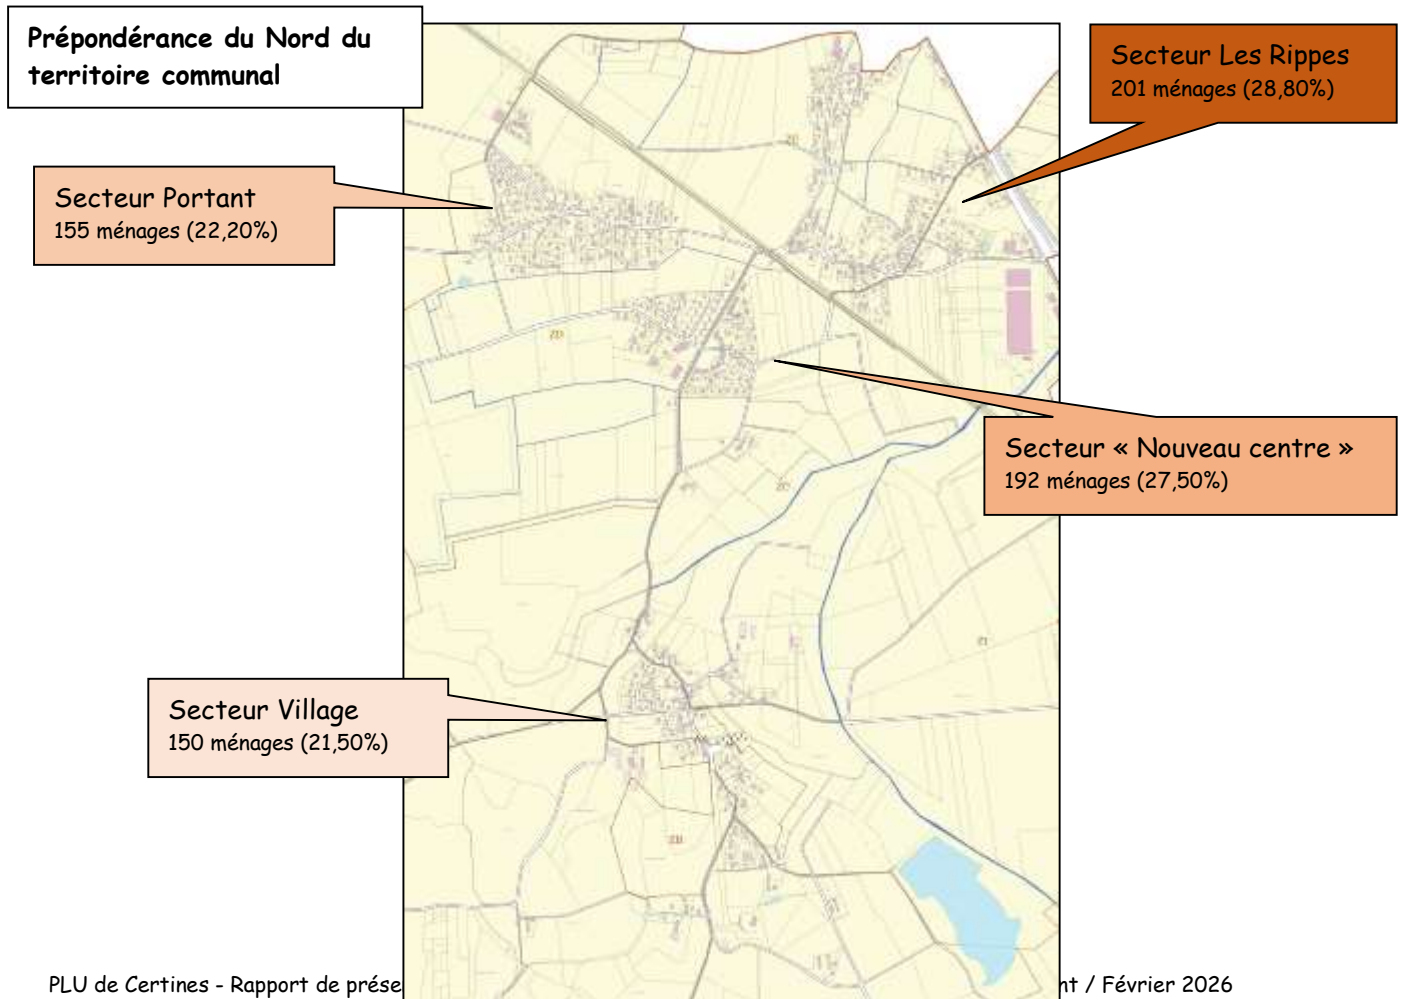 Prépondérance du Nord du
territoire communal
Secteur Les Rippes
201 ménages (28,80%)
Secteur Portant
155 ménages (22,20%)
Secteur « Nouveau centre »
192 ménages (27,50%)
Secteur Village
150 ménages (21,50%)
PLU de Certines - Rapport de prése nt / Février 2026